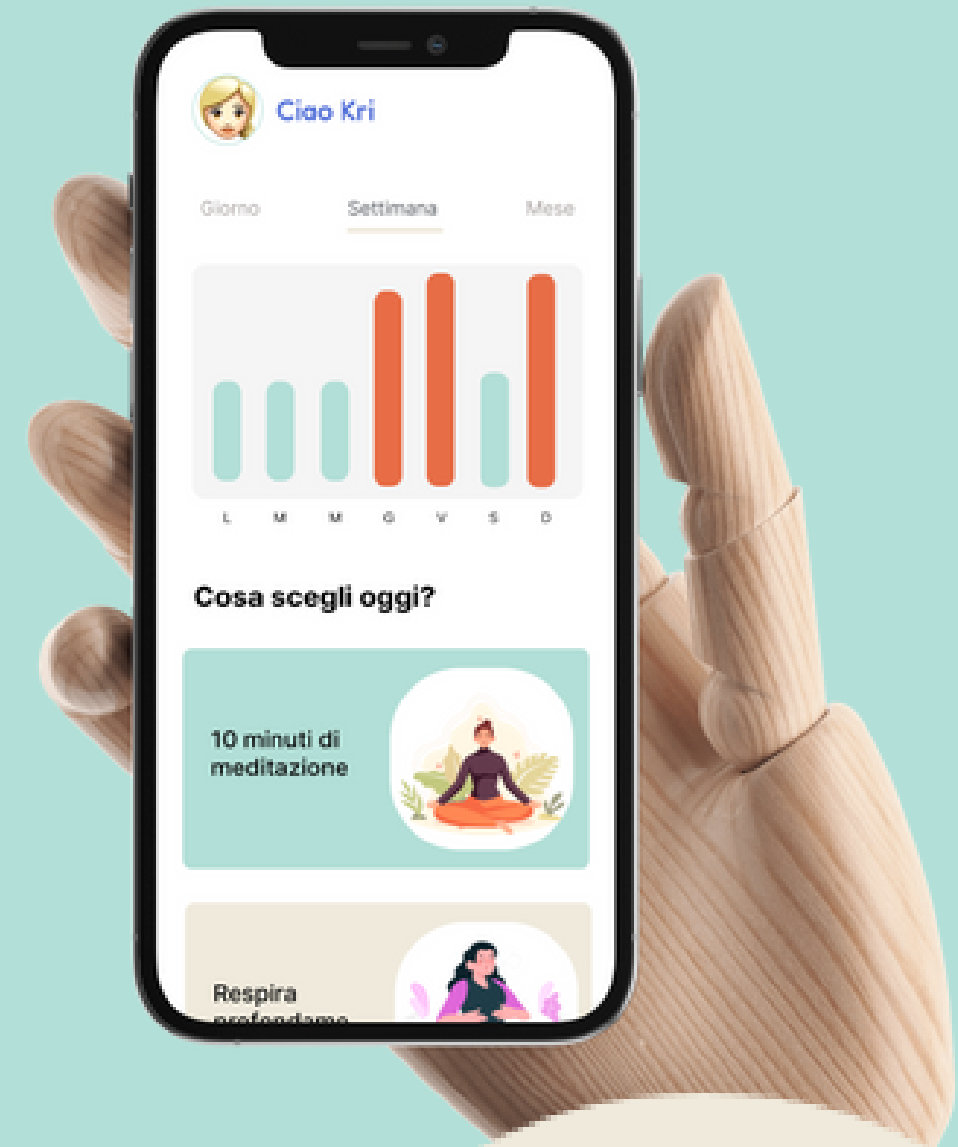 Ciao Kri
Giorno Settimana Mese
L M M G V S D
Cosa scegli oggi?
10 minuti di
meditazione
Respira